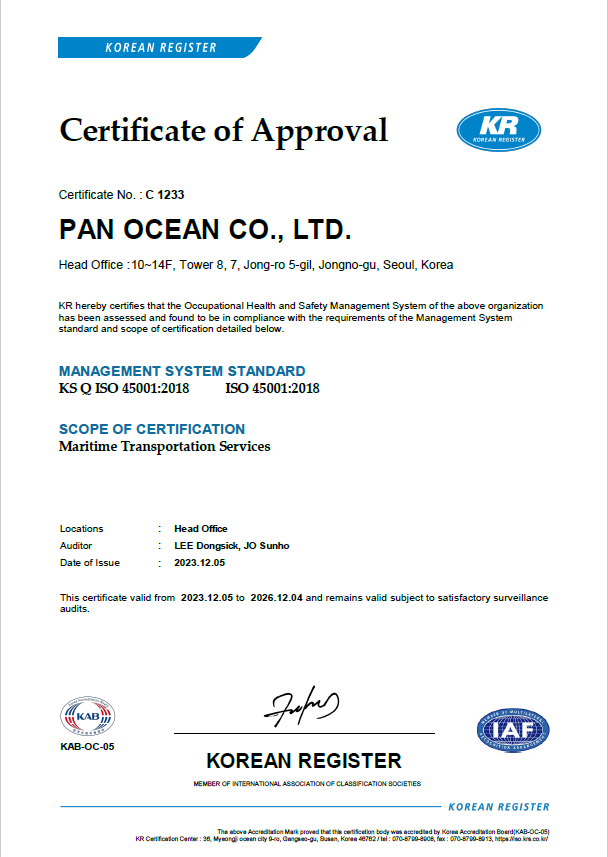 KOREAN REGISTER
Certificate of Approval
KR
KOREAN REGISTER
Certificate No. : C 1233
PAN OCEAN CO., LTD.
Head Office :10~14F, Tower 8, 7, Jong-ro 5-gil, Jongno-gu, Seoul, Korea
KR hereby certifies that the Occupational Health and Safety Management System of the above organization
has been assessed and found to be in compliance with the requirements of the Management System
standard and scope of certification detailed below.
MANAGEMENT SYSTEM STANDARD
KS Q ISO 45001:2018 ISO 45001:2018
SCOPE OF CERTIFICATION
Maritime Transportation Services
Locations : Head Office
Auditor : LEE Dongsick, JO Sunho
Date of Issue : 2023.12.05
This certificate valid from 2023.12.05 to 2026.12.04 and remains valid subject to satisfactory surveillance
audits.
KAB
KAB-OC-05
IAF
KOREAN REGISTER
MEMBER OF INTERNATIONAL ASSOCIATION OF CLASSIFICATION SOCIETIES
KOREAN REGISTER
The above Accreditation Mark proved that this certification body was accredited by Korea Accreditation Board(KAB-OC-05)
KR Certification Center : 36, Myeongji ocean city 9-ro, Gangseo-gu, Busan, Korea 46762 / tel : 070-8799-8908, fax : 070-8799-8913, https://iso.krs.co.kr/